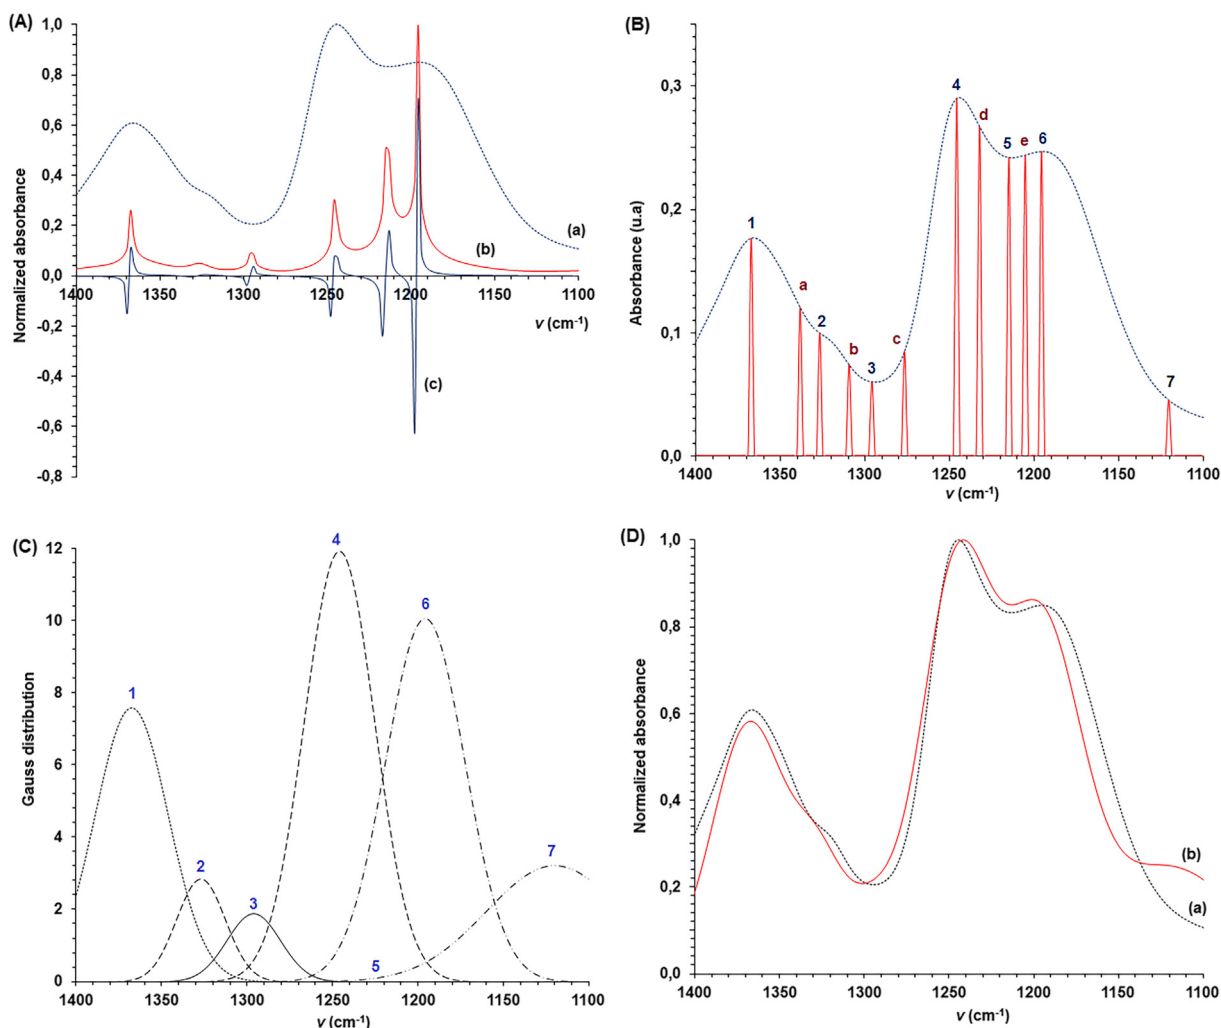 (A)
Normalized absorbance
1,0
0,8
0,6
0,4
0,2
0,0
-0,2
-0,4
-0,6
-0,8
1400 1350 1300 1250 1200 1150 1100
ν (cm-1)
(a)
(b)
(c)
(B)
Absorbance (u.a)
0,3
0,2
0,1
0,0
1 a 2 b 3 c 4 d 5 e 6 7
1400 1350 1300 1250 1200 1150 1100
ν (cm-1)
(C)
Gauss distribution
12
10
8
6
4
2
0
1 2 3 4 5 6 7
1400 1350 1300 1250 1200 1150 1100
ν (cm-1)
(D)
Normalized absorbance
1,0
0,8
0,6
0,4
0,2
0,0
(b)
(a)
1400 1350 1300 1250 1200 1150 1100
ν (cm-1)